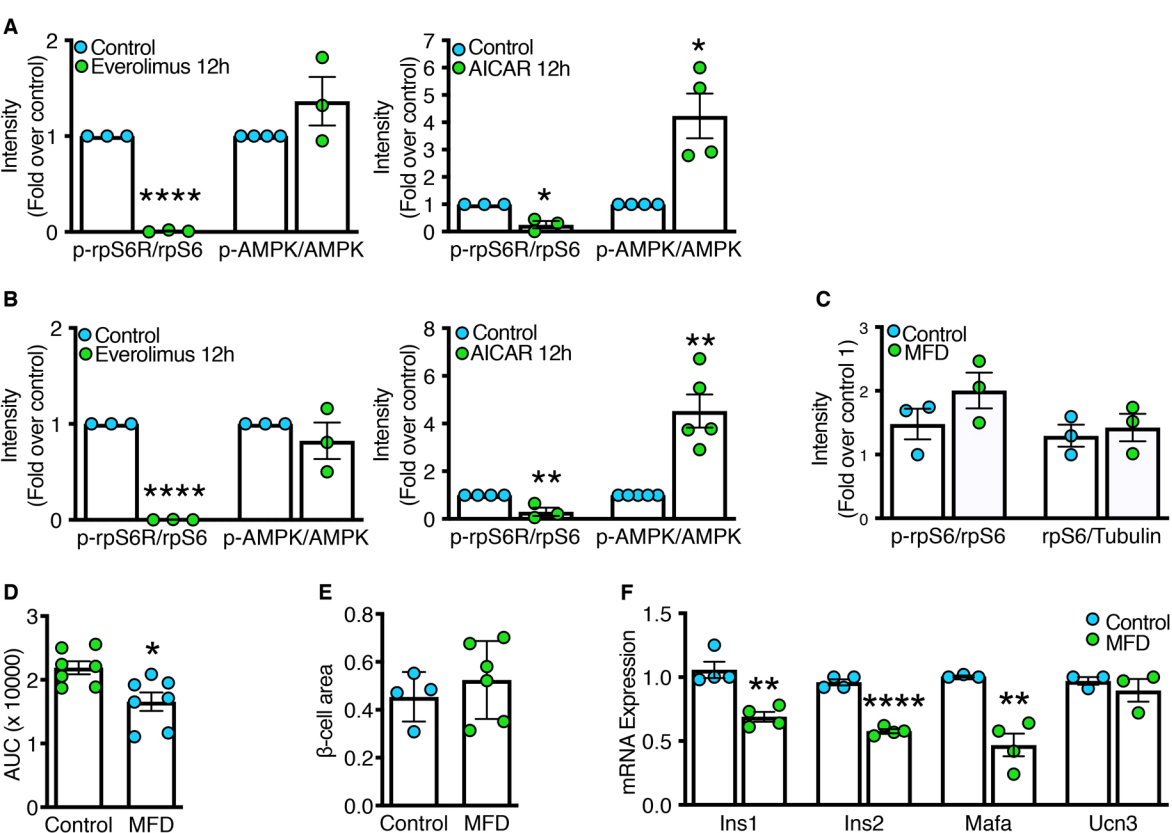 A
Intensity
(Fold over control)
2
1
0
Control
Everolimus 12h
****
p-rpS6R/rpS6
p-AMPK/AMPK
Intensity
(Fold over control)
7
6
5
4
3
2
1
0
Control
AICAR 12h
*
*
p-rpS6R/rpS6
p-AMPK/AMPK
B
Intensity
(Fold over control)
2
1
0
Control
Everolimus 12h
****
p-rpS6R/rpS6
p-AMPK/AMPK
Intensity
(Fold over control)
8
6
4
2
0
Control
AICAR 12h
**
**
p-rpS6R/rpS6
p-AMPK/AMPK
C
Intensity
(Fold over control 1)
3
2
1
0
Control
MFD
p-rpS6/rpS6
rpS6/Tubulin
D
AUC (x 10000)
3
2
1
0
*
Control
MFD
E
β-cell area
0.8
0.6
0.4
0.2
0.0
Control
MFD
F
mRNA Expression
1.5
1.0
0.5
0.0
Control
MFD
**
****
**
Ins1
Ins2
Mafa
Ucn3